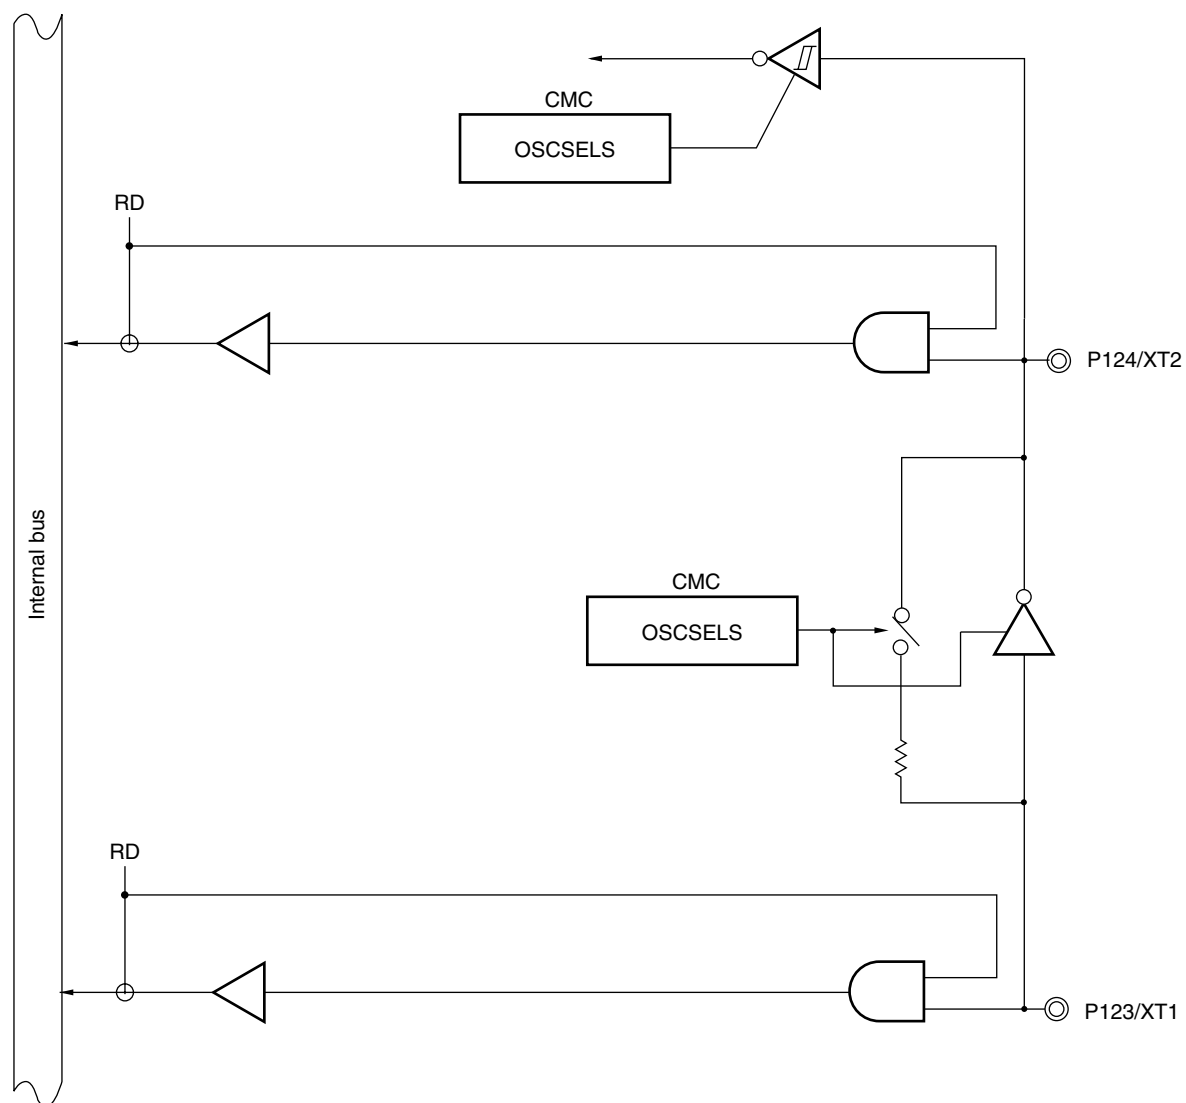 CMC
OSCSELS
RD
P124/XT2
Internal bus
CMC
OSCSELS
RD
P123/XT1